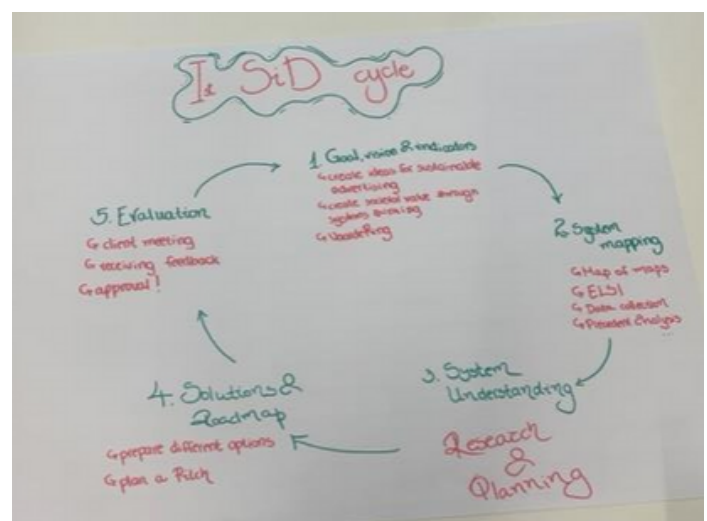 1st SiD cycle
1. Goal, vision & indicators
↳ create ideas for sustainable
advertising
↳ create societal value through
systems thinking
↳
2. System
mapping
↳ Map of maps
↳ ELSI
↳ Data collection
↳ Precedent Analysis
...
3. System
Understanding
Research
&
Planning
4. Solutions &
Roadmap
↳ prepare different options
↳ plan a Pitch
5. Evaluation
↳ client meeting
↳ receiving feedback
↳ approval!